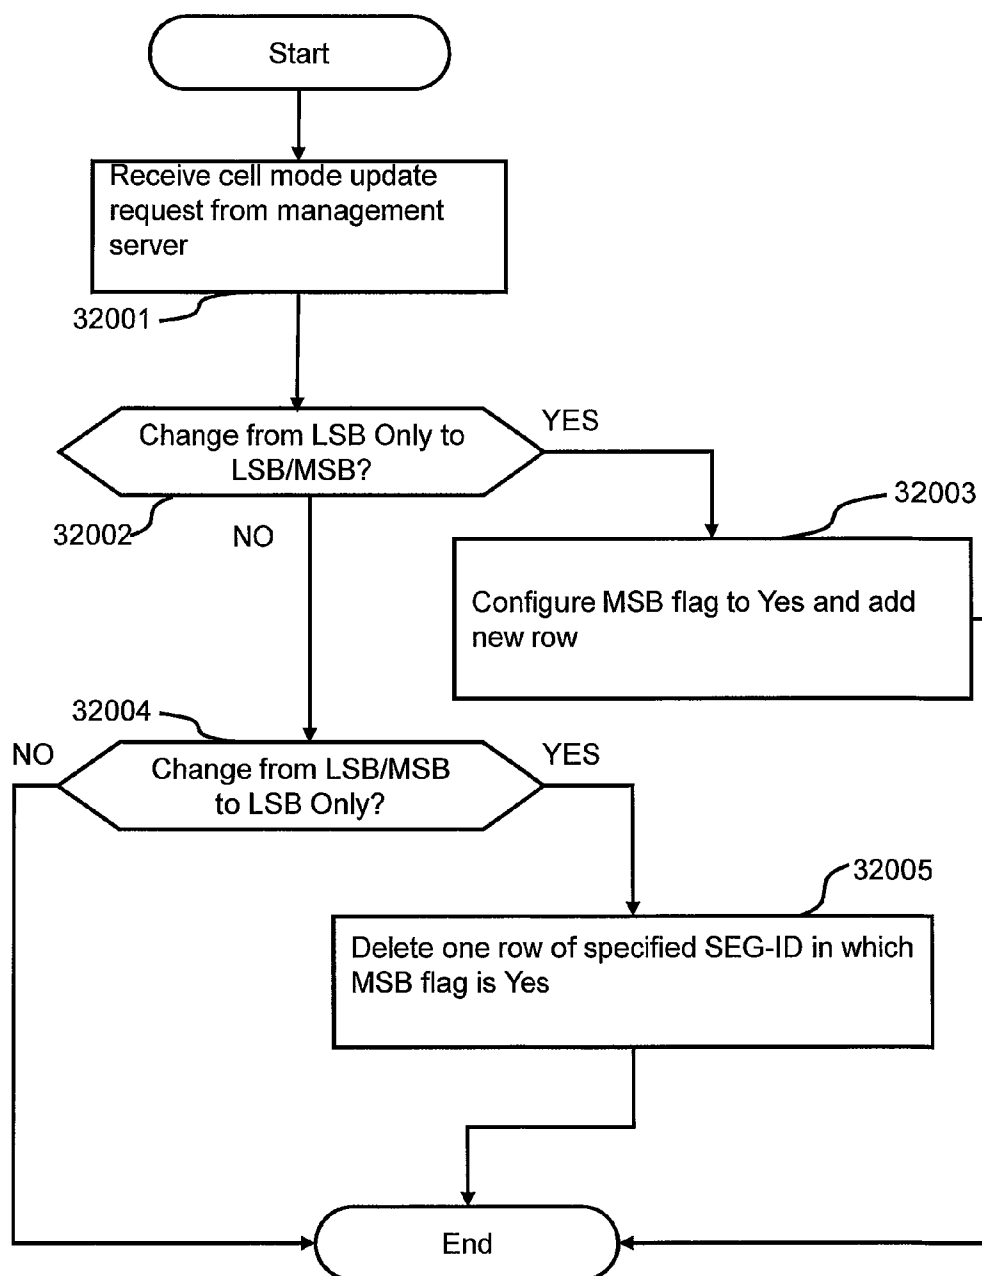 Start
Receive cell mode update
request from management
server
32001
Change from LSB Only to
LSB/MSB?
YES
32002
NO
32003
Configure MSB flag to Yes and add
new row
32004
NO
Change from LSB/MSB
to LSB Only?
YES
32005
Delete one row of specified SEG-ID in which
MSB flag is Yes
End